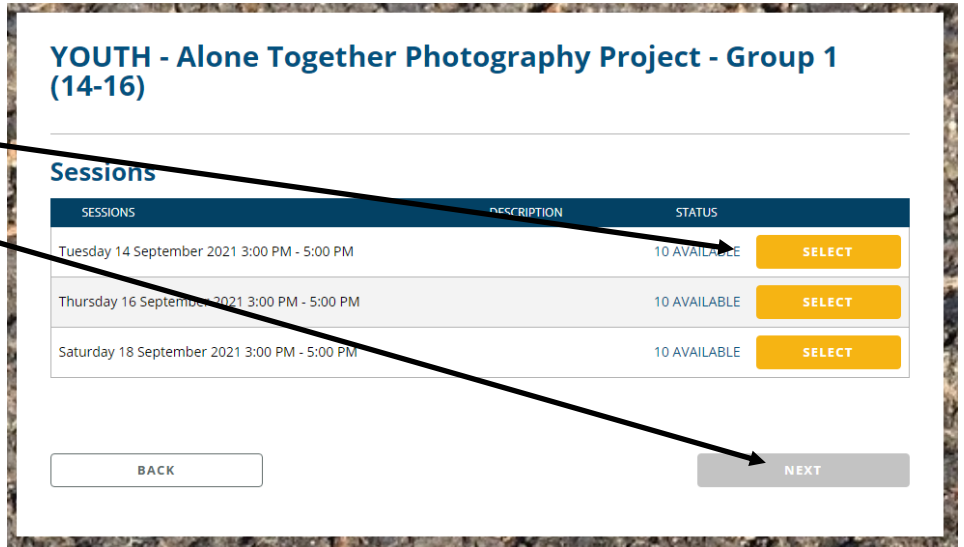 YOUTH - Alone Together Photography Project - Group 1
(14-16)
Sessions
SESSIONS DESCRIPTION STATUS
Tuesday 14 September 2021 3:00 PM - 5:00 PM 10 AVAILABLE SELECT
Thursday 16 September 2021 3:00 PM - 5:00 PM 10 AVAILABLE SELECT
Saturday 18 September 2021 3:00 PM - 5:00 PM 10 AVAILABLE SELECT
BACK NEXT